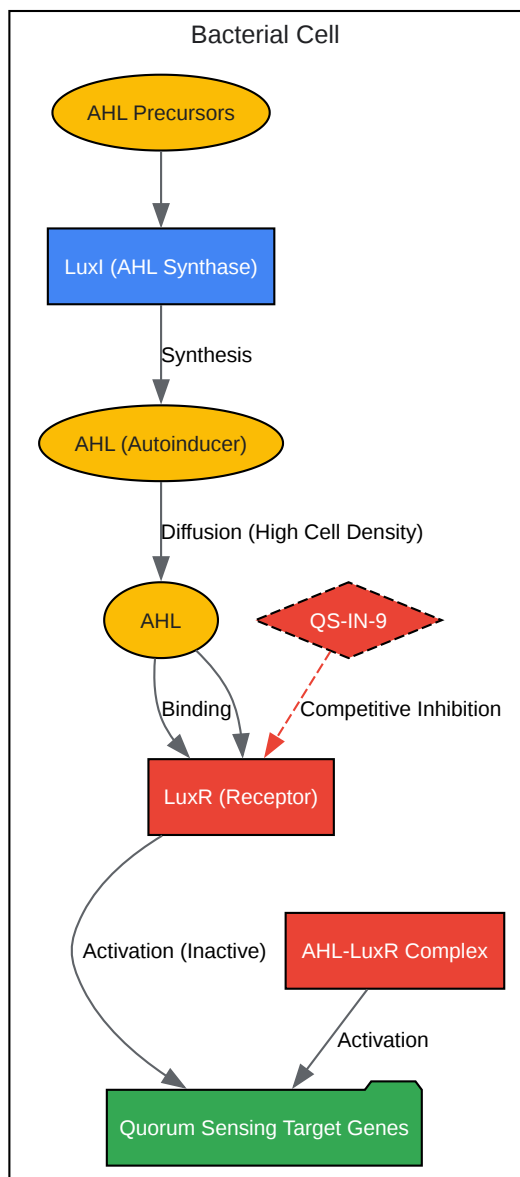 Bacterial Cell
AHL Precursors
LuxI (AHL Synthase)
Synthesis
AHL (Autoinducer)
Diffusion (High Cell Density)
AHL
QS-IN-9
Binding
Competitive Inhibition
LuxR (Receptor)
Activation (Inactive)
AHL-LuxR Complex
Activation
Quorum Sensing Target Genes